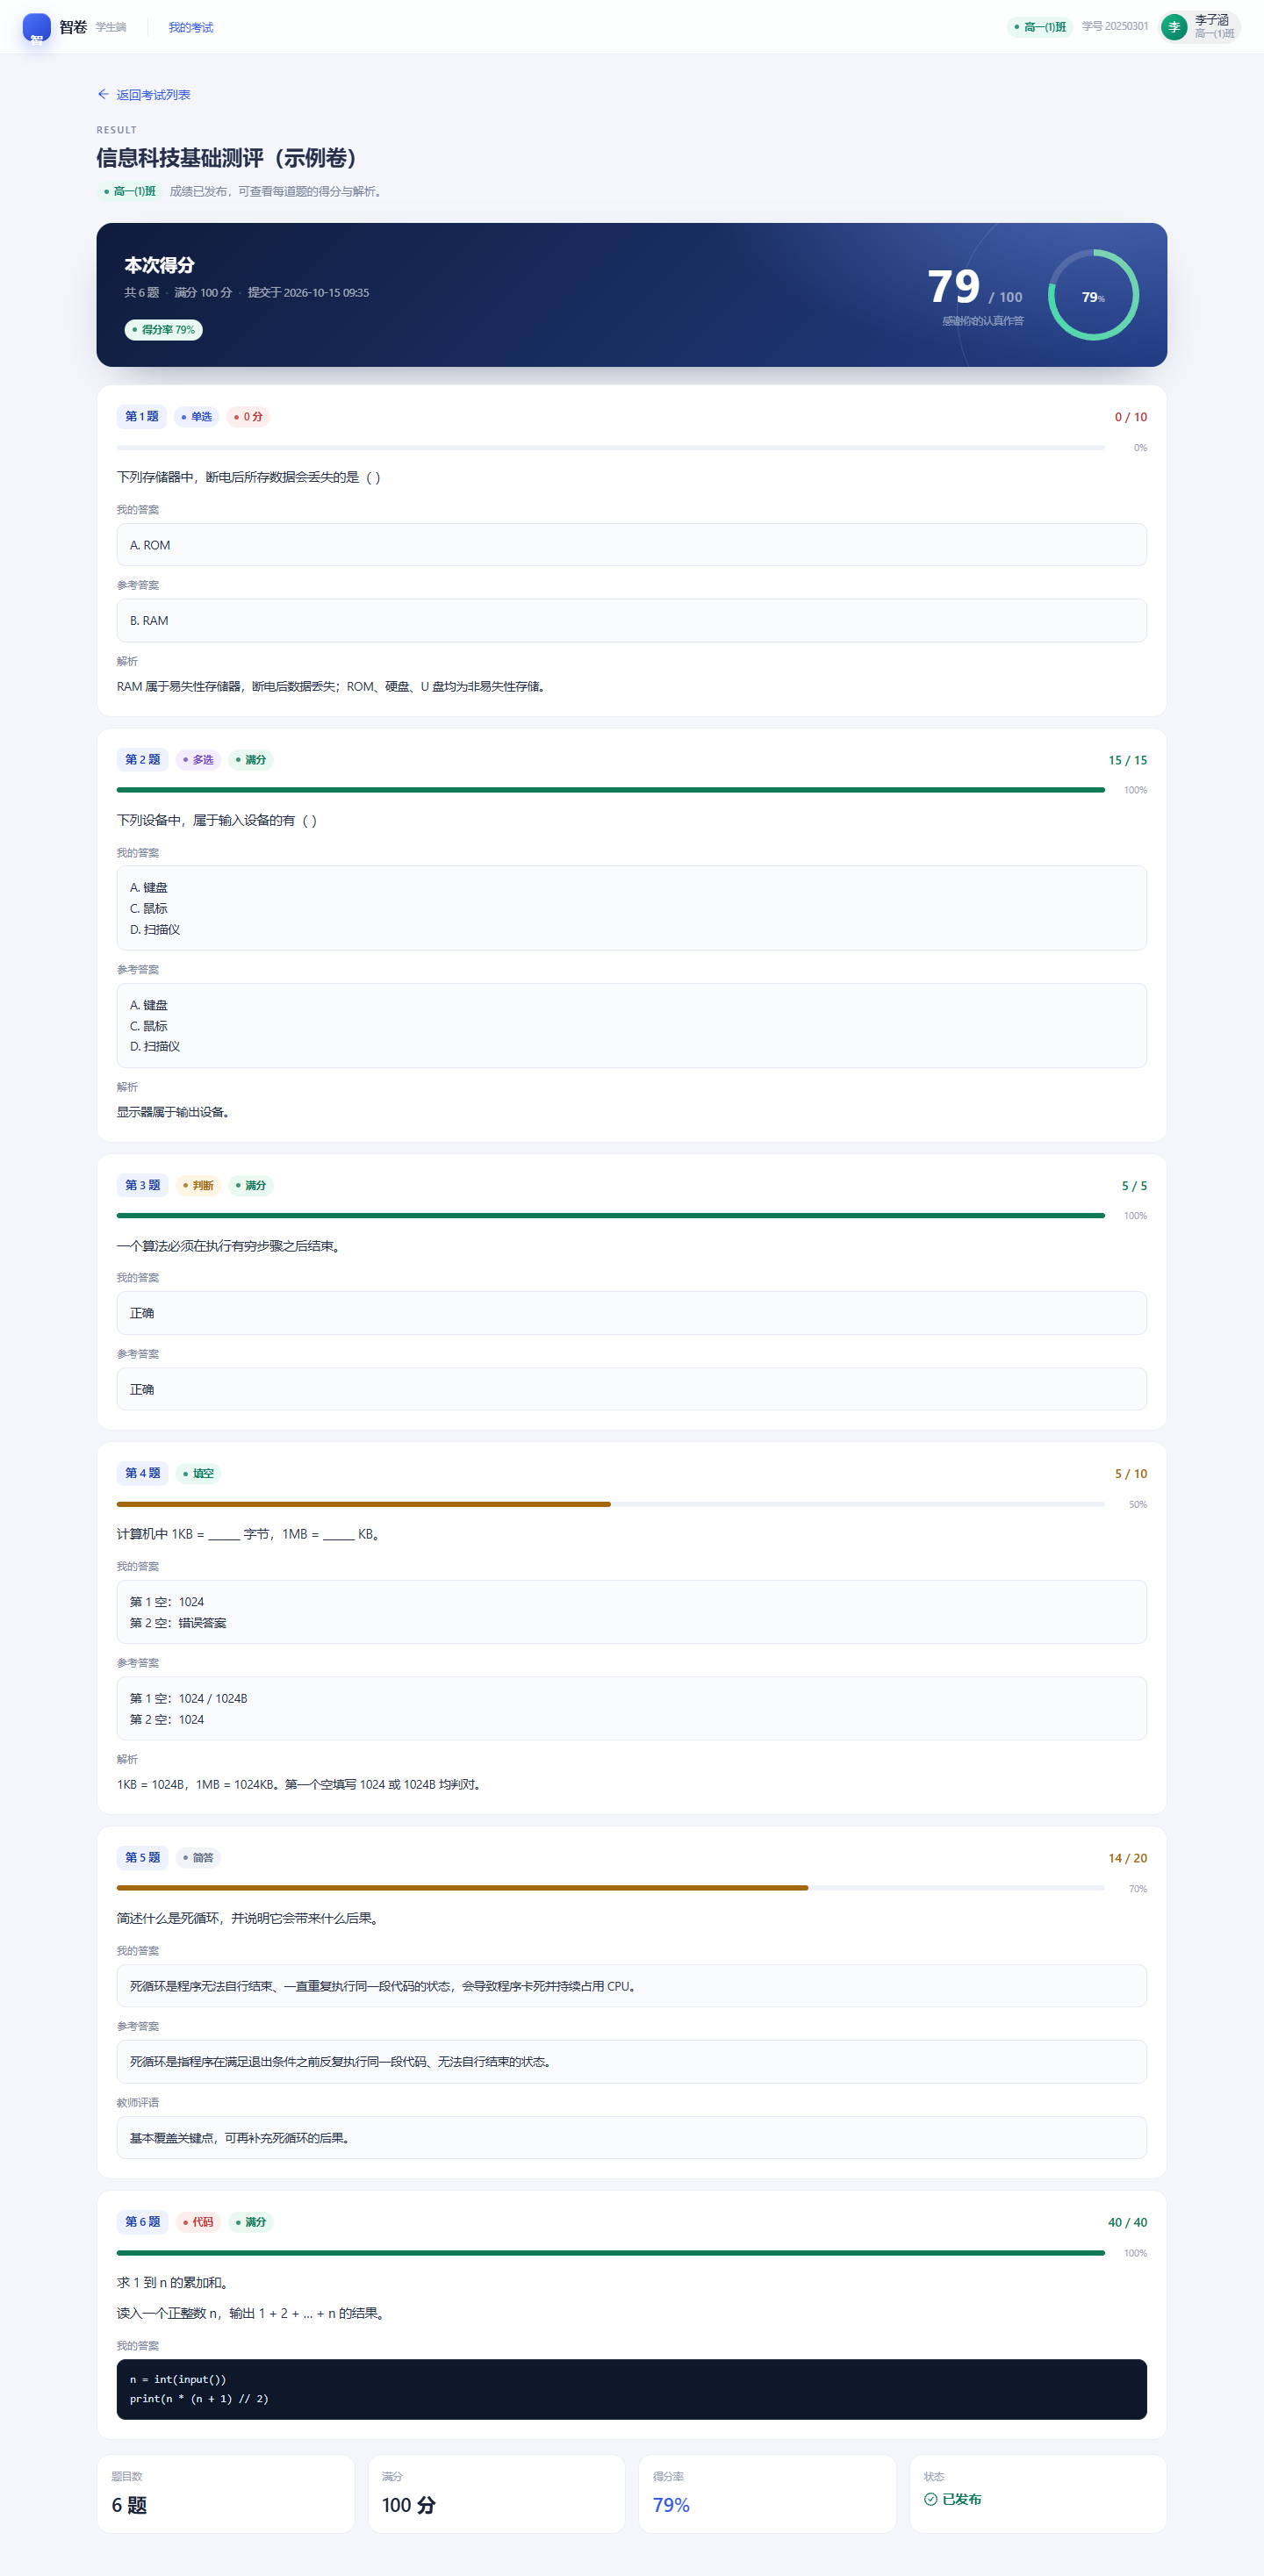 智
智卷 学生端 我的考试 高一(1)班 学号 20250301 李 李子涵
高一(1)班
返回考试列表
RESULT
信息科技基础测评（示例卷）
高一(1)班 成绩已发布，可查看每道题的得分与解析。
本次得分
共 6 题 · 满分 100 分 · 提交于 2026-10-15 09:35
得分率 79%
79 / 100
感谢你的认真作答
79%
第 1 题 单选 0 分 0 / 10
0%
下列存储器中，断电后所存数据会丢失的是（ ）
我的答案
A. ROM
参考答案
B. RAM
解析
RAM 属于易失性存储器，断电后数据丢失；ROM、硬盘、U 盘均为非易失性存储。
第 2 题 多选 满分 15 / 15
100%
下列设备中，属于输入设备的有（ ）
我的答案
A. 键盘
C. 鼠标
D. 扫描仪
参考答案
A. 键盘
C. 鼠标
D. 扫描仪
解析
显示器属于输出设备。
第 3 题 判断 满分 5 / 5
100%
一个算法必须在执行有穷步骤之后结束。
我的答案
正确
参考答案
正确
第 4 题 填空 5 / 10
50%
计算机中 1KB = _____ 字节，1MB = _____ KB。
我的答案
第 1 空：1024
第 2 空：错误答案
参考答案
第 1 空：1024 / 1024B
第 2 空：1024
解析
1KB = 1024B，1MB = 1024KB。第一个空填写 1024 或 1024B 均判对。
第 5 题 简答 14 / 20
70%
简述什么是死循环，并说明它会带来什么后果。
我的答案
死循环是程序无法自行结束、一直重复执行同一段代码的状态，会导致程序卡死并持续占用 CPU。
参考答案
死循环是指程序在满足退出条件之前反复执行同一段代码、无法自行结束的状态。
教师评语
基本覆盖关键点，可再补充死循环的后果。
第 6 题 代码 满分 40 / 40
100%
求 1 到 n 的累加和。
读入一个正整数 n，输出 1 + 2 + ... + n 的结果。
我的答案
n = int(input())
print(n * (n + 1) // 2)
题目数 满分 得分率 状态
6 题 100 分 79% 已发布